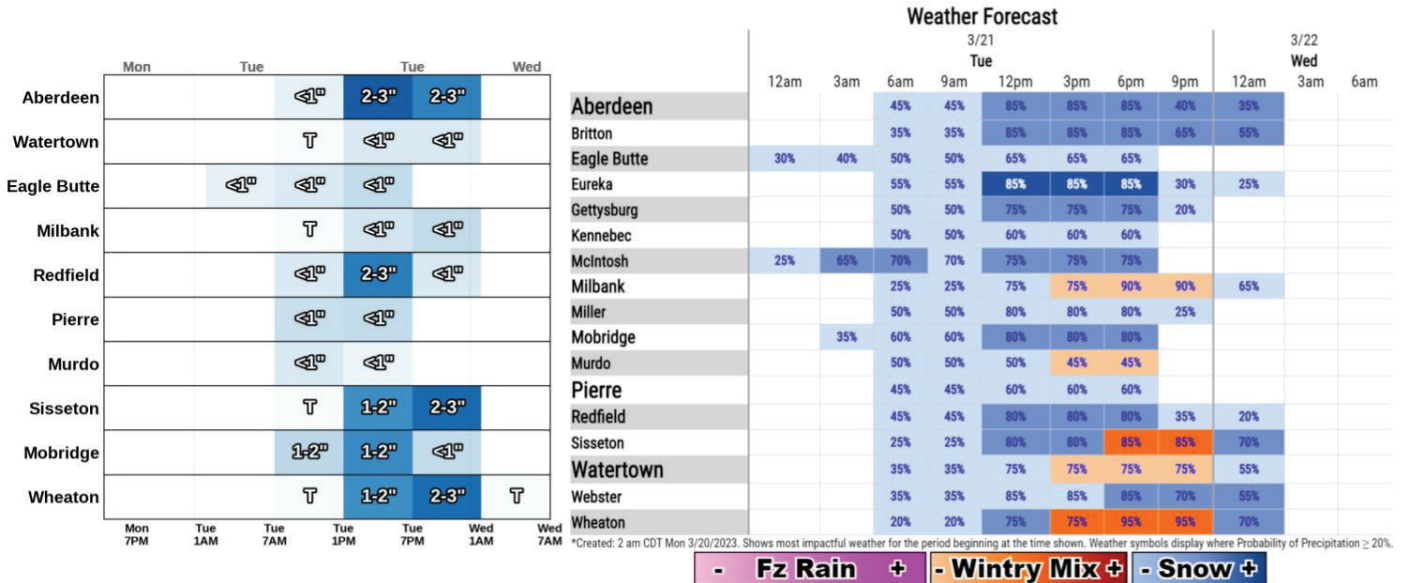 Mon Tue Tue Wed
Aberdeen <1" 2-3" 2-3"
Watertown T <1" <1"
Eagle Butte <1" <1" <1"
Milbank T <1" <1"
Redfield <1" 2-3" <1"
Pierre <1" <1"
Murdo <1" <1"
Sisseton T 1-2" 2-3"
Mobridge 1-2" 1-2" <1"
Wheaton T 1-2" 2-3" T
Mon Tue Tue Tue Tue Wed Wed
7PM 1AM 7AM 1PM 7PM 1AM 7AM
Weather Forecast
3/21 3/22
Tue Wed
12am 3am 6am 9am 12pm 3pm 6pm 9pm 12am 3am 6am
Aberdeen 45% 45% 85% 85% 85% 40% 35%
Britton 35% 35% 85% 85% 85% 65% 55%
Eagle Butte 30% 40% 50% 50% 65% 65% 65%
Eureka 55% 55% 85% 85% 85% 30% 25%
Gettysburg 50% 50% 75% 75% 75% 20%
Kennebec 50% 50% 60% 60% 60%
McIntosh 25% 65% 70% 70% 75% 75% 75%
Milbank 25% 25% 75% 75% 90% 90% 65%
Miller 50% 50% 80% 80% 80% 25%
Mobridge 35% 60% 60% 80% 80% 80%
Murdo 50% 50% 50% 45% 45%
Pierre 45% 45% 60% 60% 60%
Redfield 45% 45% 80% 80% 80% 35% 20%
Sisseton 25% 25% 80% 80% 85% 85% 70%
Watertown 35% 35% 75% 75% 75% 75% 55%
Webster 35% 35% 85% 85% 85% 70% 55%
Wheaton 20% 20% 75% 75% 95% 95% 70%
*Created: 2 am CDT Mon 3/20/2023. Shows most impactful weather for the period beginning at the time shown. Weather symbols display where Probability of Precipitation ≥ 20%.
- Fz Rain + - Wintry Mix + - Snow +